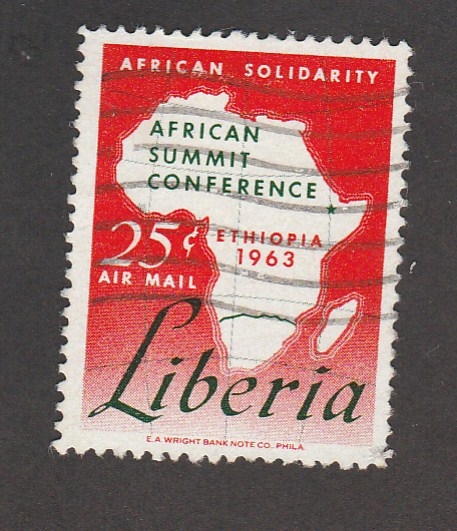 AFRICAN SOLIDARITY
AFRICAN
SUMMIT
CONFERENCE
25¢
ETHIOPIA
1963
AIR MAIL
Liberia
E.A. WRIGHT BANK NOTE CO., PHILA.